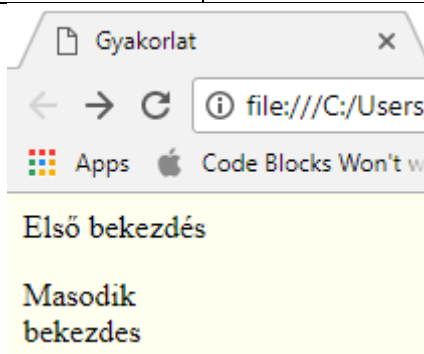 Gyakorlat
file:///C:/Users
Apps Code Blocks Won't w
Első bekezdés
Masodik
bekezdes